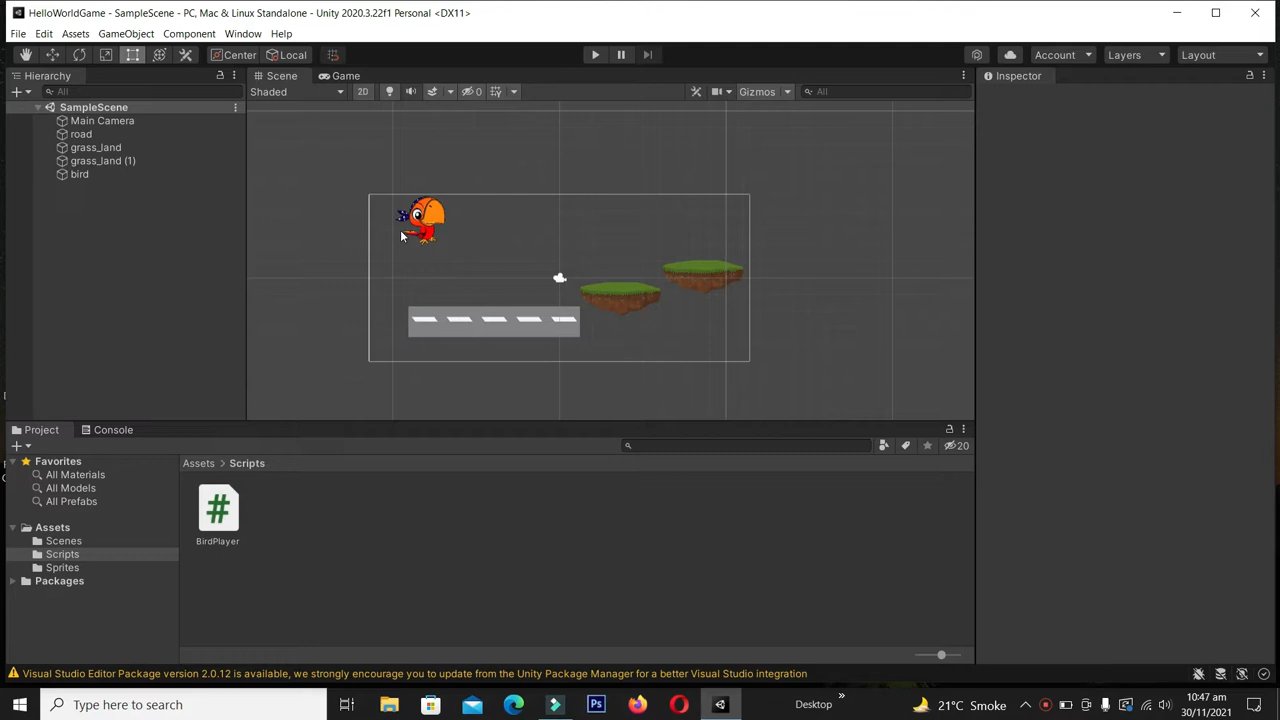 HelloWorldGame - SampleScene - PC, Mac & Linux Standalone - Unity 2020.3.22f1 Personal <DX11>
File Edit Assets GameObject Component Window Help
Center Local Account Layers Layout
Hierarchy Scene Game Inspector
All Shaded 2D 0 Gizmos All
SampleScene
Main Camera
road
grass_land
grass_land (1)
bird
Project Console
20
Favorites
All Materials
All Models
All Prefabs
Assets
Scenes
Scripts
Sprites
Packages
Assets > Scripts
#
BirdPlayer
Visual Studio Editor Package version 2.0.12 is available, we strongly encourage you to update from the Unity Package Manager for a better Visual Studio integration
Type here to search
Ps
Desktop
21°C Smoke
10:47 am
30/11/2021